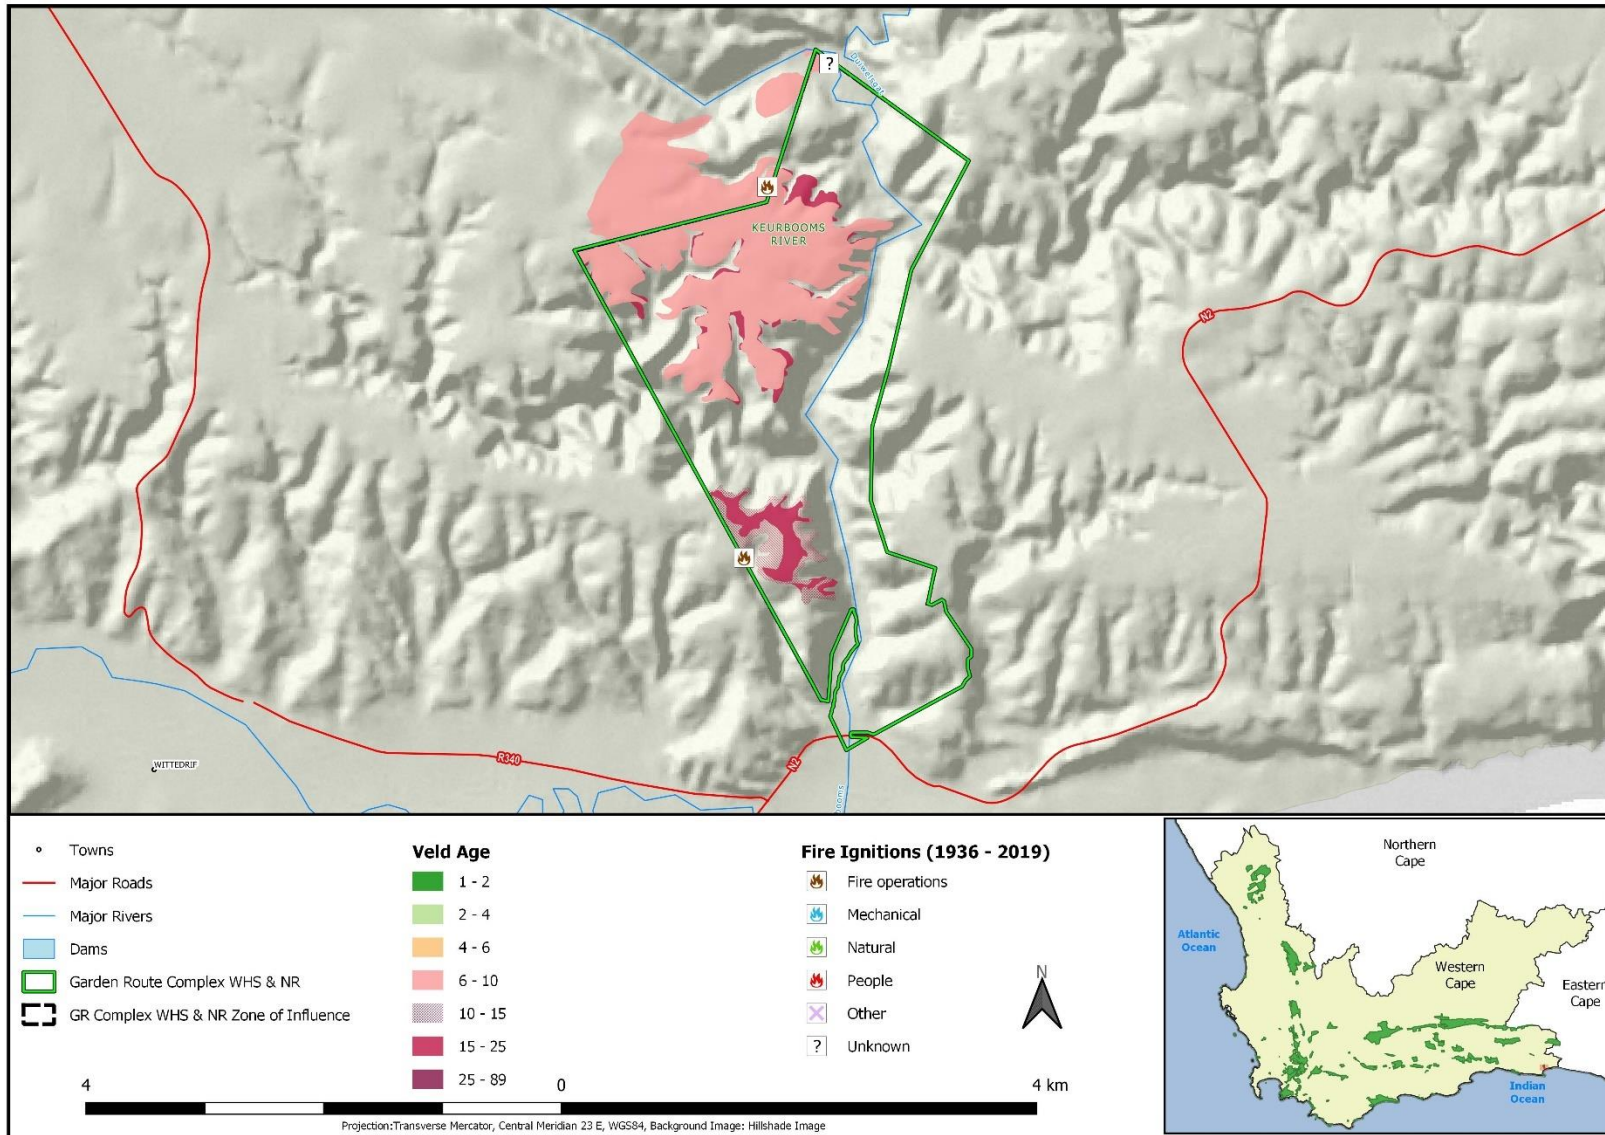 ?
Duiwelsgat
KEURBOOMS
RIVER
N2
WITTEDRIF
R340
N2
Towns
Major Roads
Major Rivers
Dams
Garden Route Complex WHS & NR
GR Complex WHS & NR Zone of Influence
Veld Age
1 - 2
2 - 4
4 - 6
6 - 10
10 - 15
15 - 25
25 - 89
Fire Ignitions (1936 - 2019)
Fire operations
Mechanical
Natural
People
Other
? Unknown
N
4 0 4 km
Projection:Transverse Mercator, Central Meridian 23 E, WGS84, Background Image: Hillshade Image
Northern
Cape
Atlantic
Ocean
Western
Cape
Eastern
Cape
Indian
Ocean